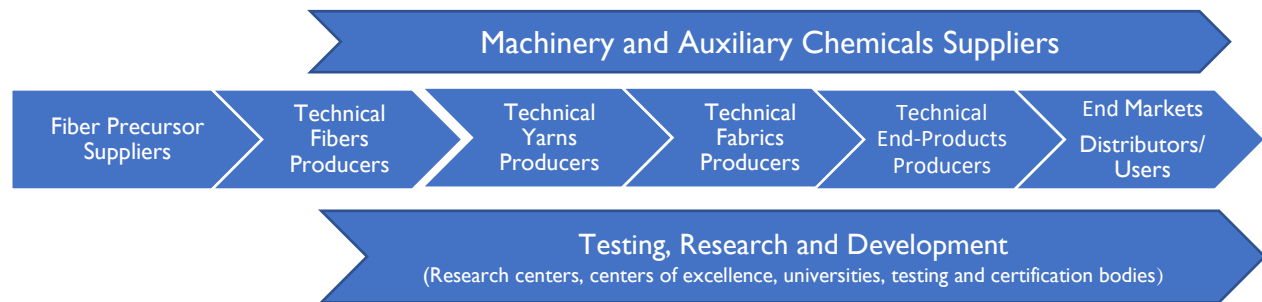 Machinery and Auxiliary Chemicals Suppliers
Fiber Precursor
Suppliers
Technical
Fibers
Producers
Technical
Yarns
Producers
Technical
Fabrics
Producers
Technical
End-Products
Producers
End Markets
Distributors/
Users
Testing, Research and Development
(Research centers, centers of excellence, universities, testing and certification bodies)